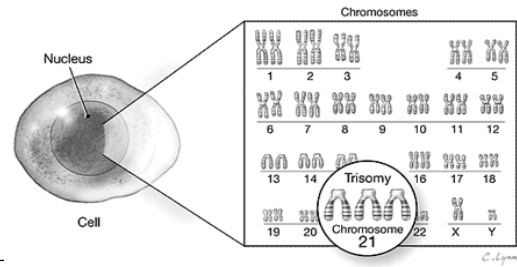 Chromosomes
Nucleus
1 2 3 4 5
6 7 8 9 10 11 12
13 14 16 17 18
Trisomy
Chromosome
21
19 20 22 X Y
Cell
C. Lynm